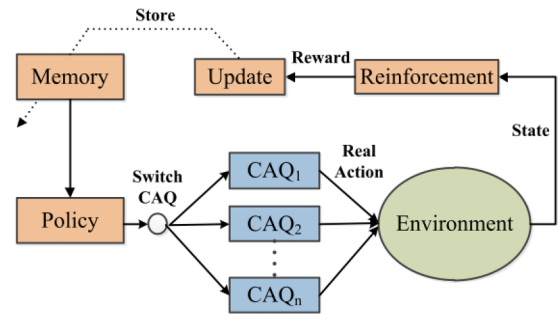 Store
Memory
Update
Reward
Reinforcement
State
Switch
CAQ
CAQ₁
Real
Action
Policy
CAQ₂
Environment
CAQₙ